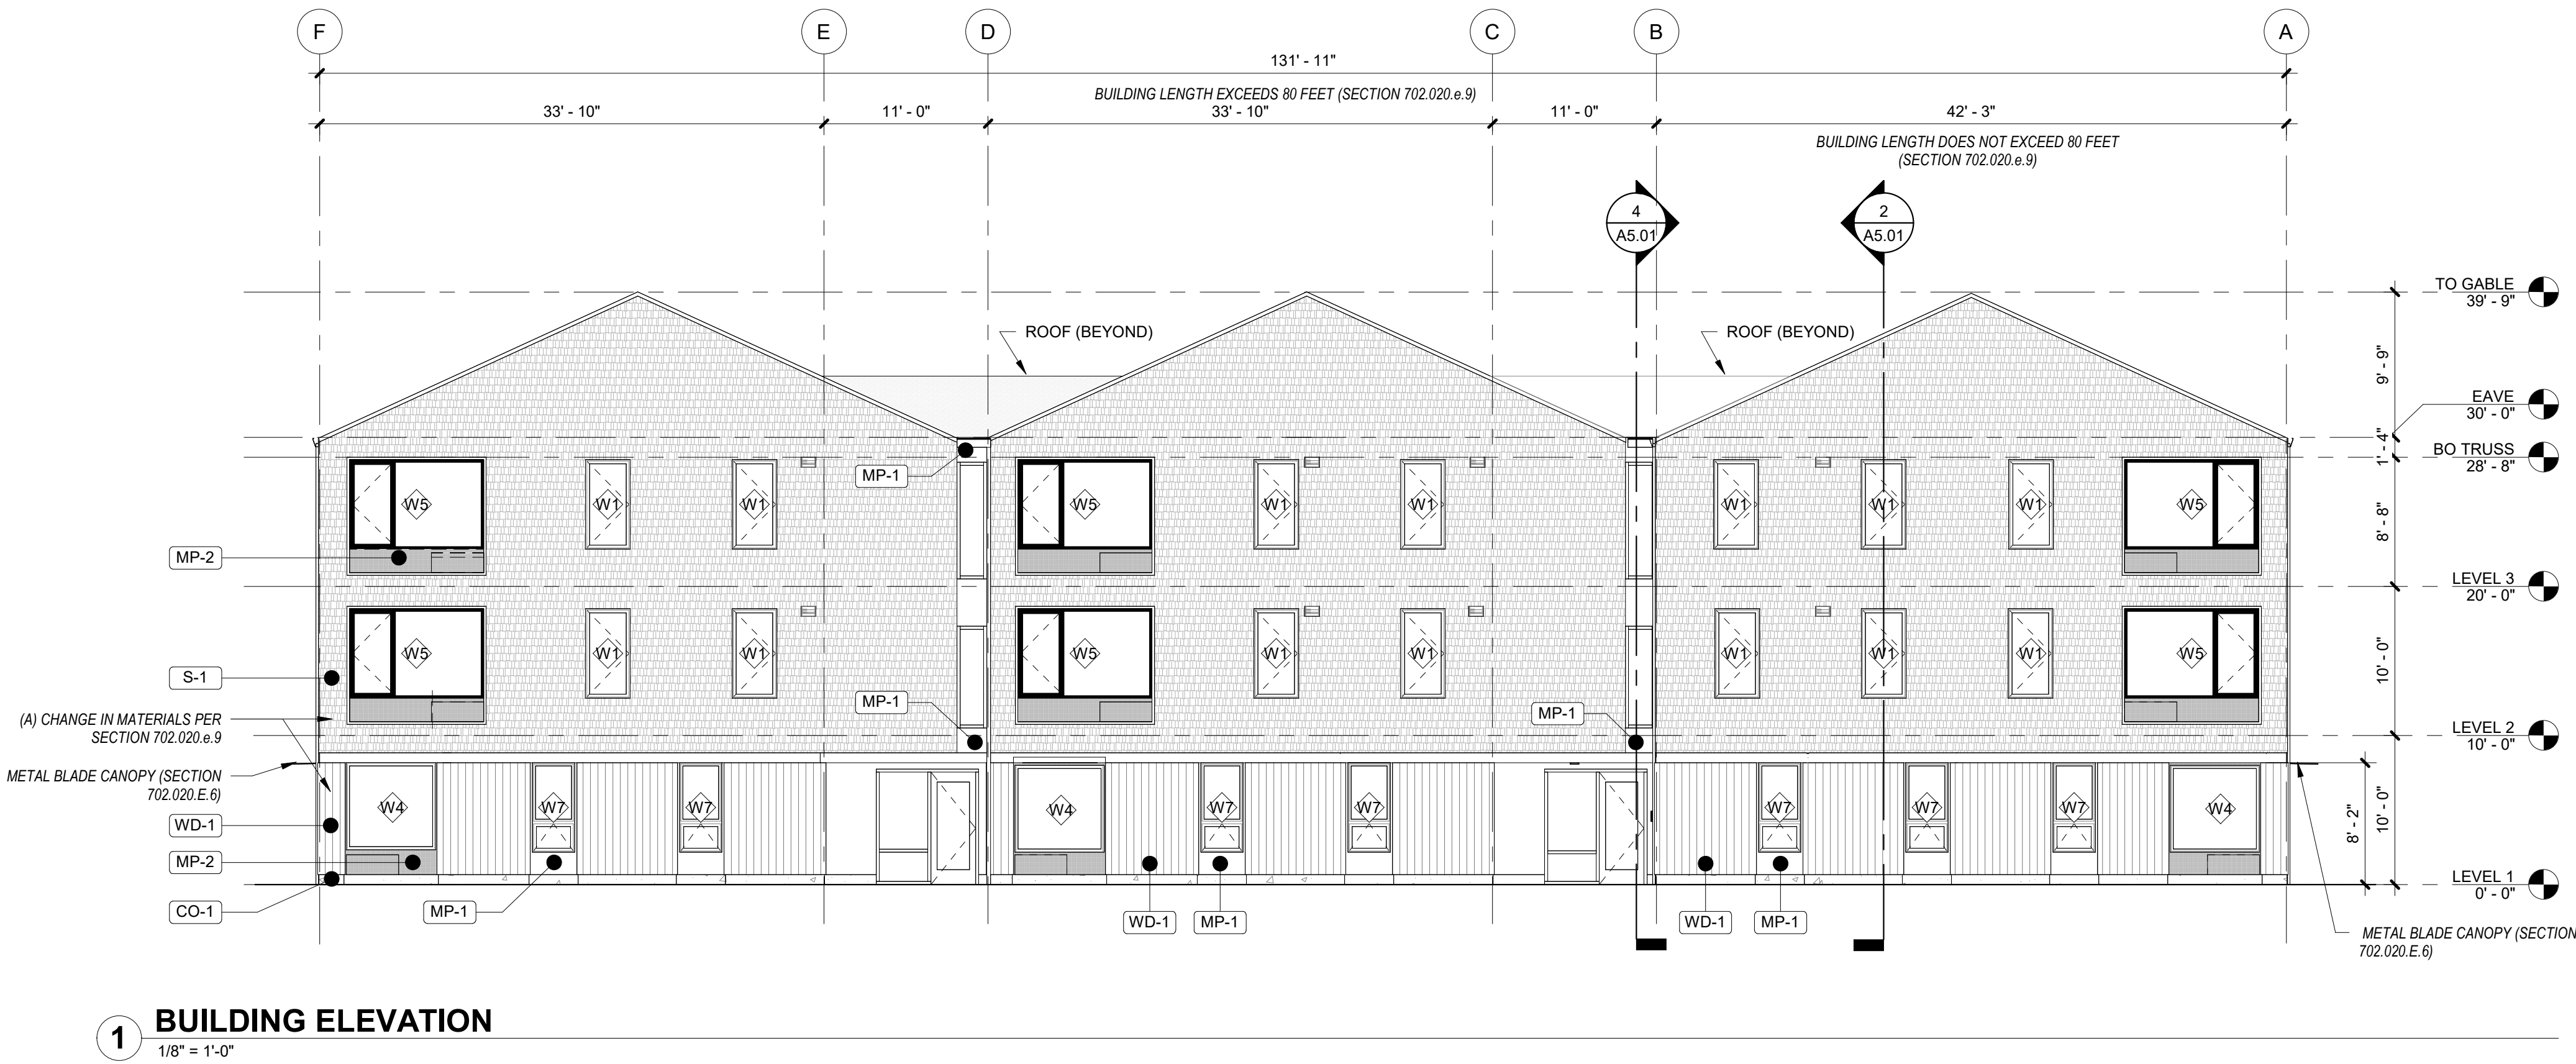 F
E
D
C
B
A
131' - 11"
BUILDING LENGTH EXCEEDS 80 FEET (SECTION 702.020.e.9)
33' - 10"
11' - 0"
33' - 10"
11' - 0"
42' - 3"
BUILDING LENGTH DOES NOT EXCEED 80 FEET
(SECTION 702.020.e.9)
4
A5.01
2
A5.01
TO GABLE
39' - 9"
ROOF (BEYOND)
ROOF (BEYOND)
9' - 9"
EAVE
30' - 0"
1' - 4"
BO TRUSS
28' - 8"
MP-1
W5
W1
W1
W5
W1
W1
W1
W1
W1
W5
8' - 8"
MP-2
LEVEL 3
20' - 0"
W5
W1
W1
W5
W1
W1
W1
W1
W1
W5
10' - 0"
S-1
MP-1
MP-1
(A) CHANGE IN MATERIALS PER
SECTION 702.020.e.9
LEVEL 2
10' - 0"
METAL BLADE CANOPY (SECTION
702.020.E.6)
W4
W7
W7
W4
W7
W7
W7
W7
W7
W4
8' - 2"
10' - 0"
WD-1
MP-2
LEVEL 1
0' - 0"
CO-1
MP-1
WD-1
MP-1
WD-1
MP-1
METAL BLADE CANOPY (SECTION
702.020.E.6)
1
BUILDING ELEVATION
1/8" = 1'-0"